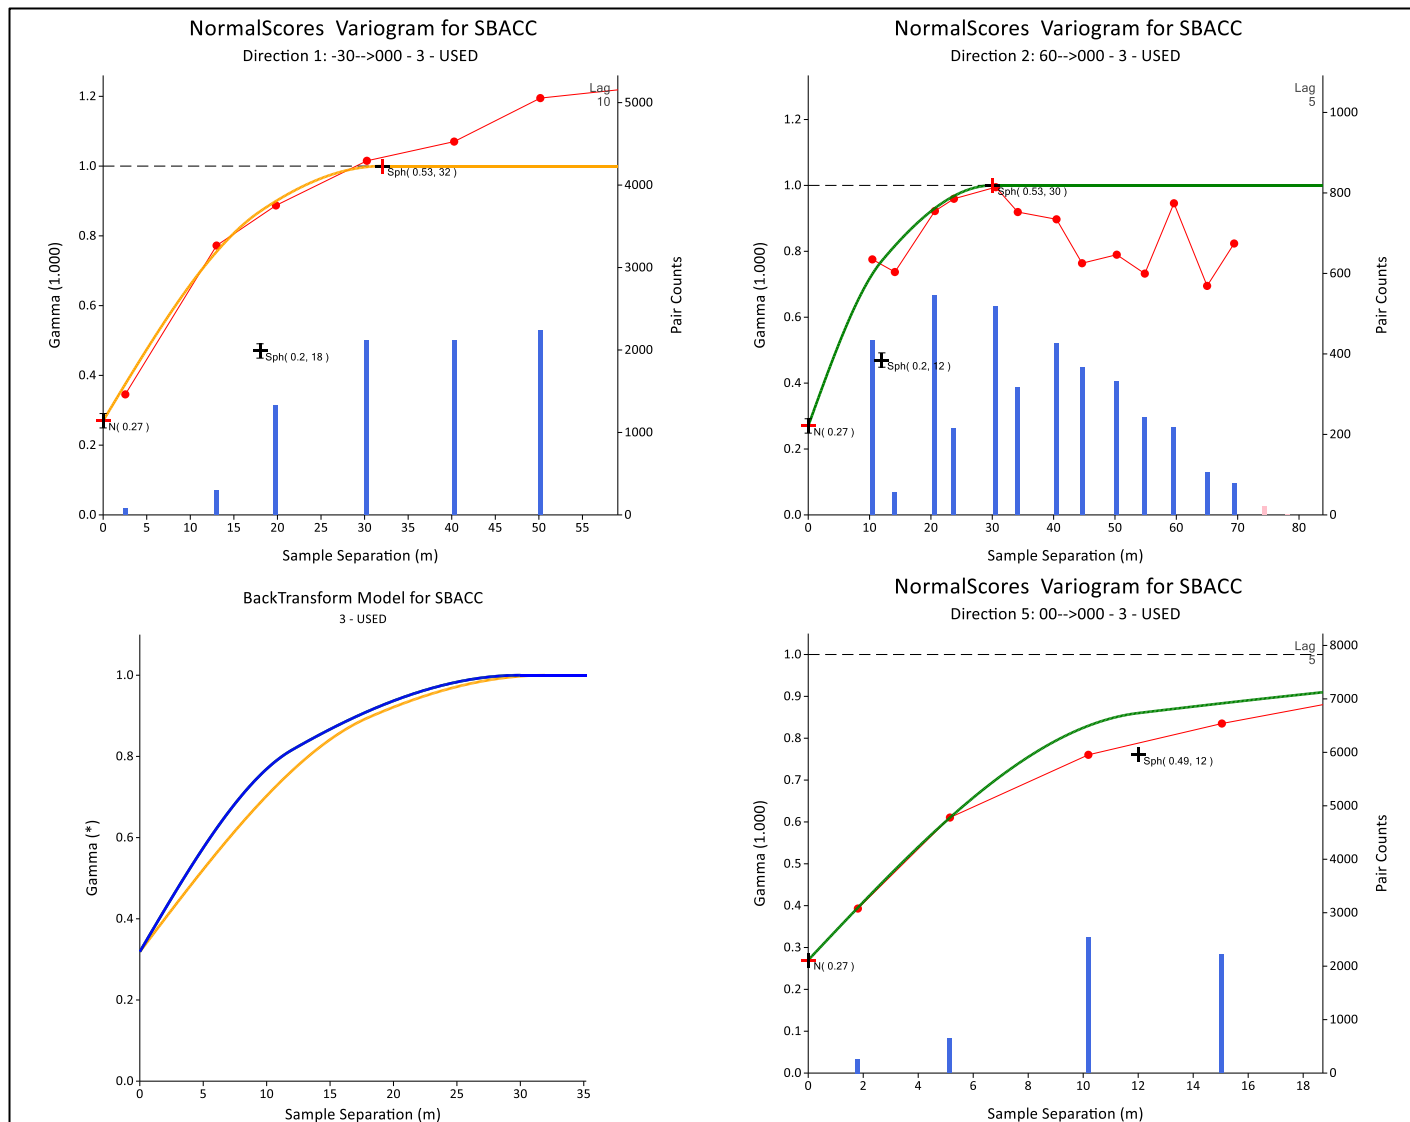 NormalScores Variogram for SBACC
Direction 1: -30-->000 - 3 - USED
Lag
10
1.2
1.0
0.8
0.6
0.4
0.2
0.0
Gamma (1.000)
5000
4000
3000
2000
1000
0
Pair Counts
Sph( 0.53, 32 )
Sph( 0.2, 18 )
N( 0.27 )
0 5 10 15 20 25 30 35 40 45 50 55
Sample Separation (m)
NormalScores Variogram for SBACC
Direction 2: 60-->000 - 3 - USED
Lag
5
1.2
1.0
0.8
0.6
0.4
0.2
0.0
Gamma (1.000)
1000
800
600
400
200
0
Pair Counts
Sph( 0.53, 30 )
Sph( 0.2, 12 )
N( 0.27 )
0 10 20 30 40 50 60 70 80
Sample Separation (m)
BackTransform Model for SBACC
3 - USED
1.0
0.8
0.6
0.4
0.2
0.0
Gamma (*)
0 5 10 15 20 25 30 35
Sample Separation (m)
NormalScores Variogram for SBACC
Direction 5: 00-->000 - 3 - USED
Lag
5
1.0
0.9
0.8
0.7
0.6
0.5
0.4
0.3
0.2
0.1
0.0
Gamma (1.000)
8000
7000
6000
5000
4000
3000
2000
1000
0
Pair Counts
Sph( 0.49, 12 )
N( 0.27 )
0 2 4 6 8 10 12 14 16 18
Sample Separation (m)